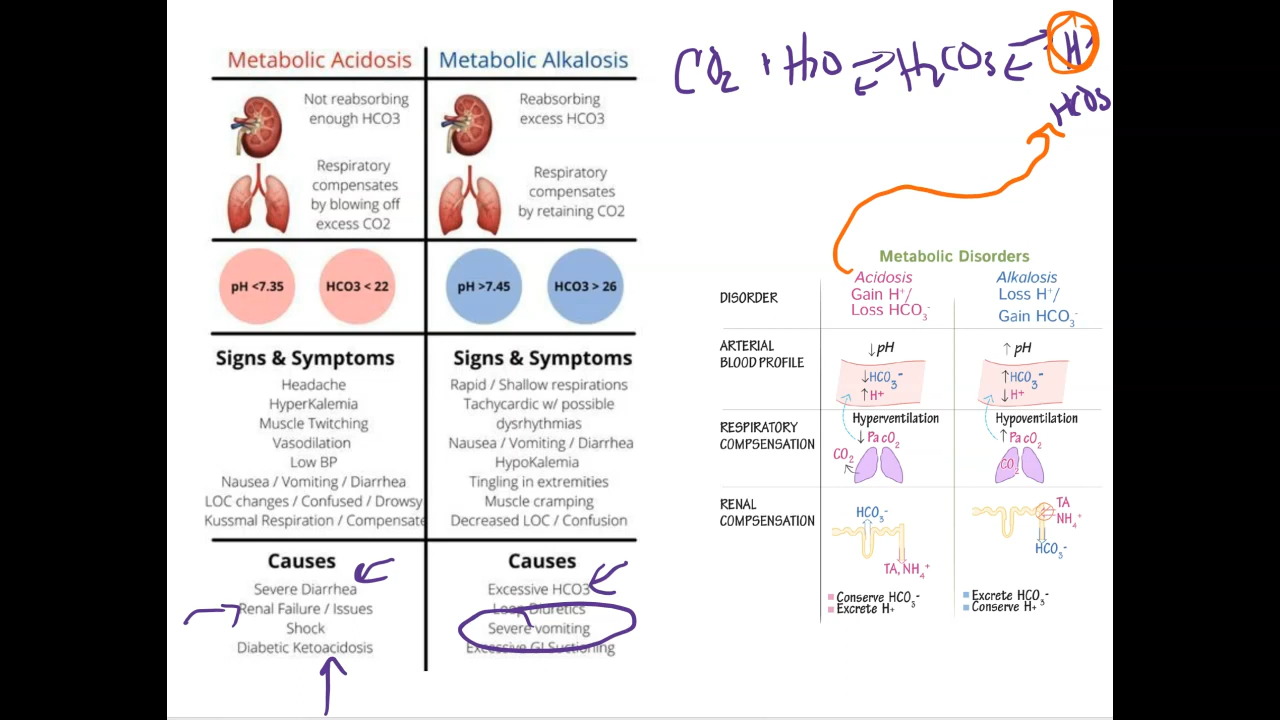 Metabolic Acidosis
Not reabsorbing
enough HCO3
Respiratory
compensates
by blowing off
excess CO2
pH <7.35
HCO3 < 22
Signs & Symptoms
Headache
HyperKalemia
Muscle Twitching
Vasodilation
Low BP
Nausea / Vomiting / Diarrhea
LOC changes / Confused / Drowsy
Kussmal Respiration / Compensate
Causes
Severe Diarrhea
Renal Failure / Issues
Shock
Diabetic Ketoacidosis
Metabolic Alkalosis
Reabsorbing
excess HCO3
Respiratory
compensates
by retaining CO2
pH >7.45
HCO3 > 26
Signs & Symptoms
Rapid / Shallow respirations
Tachycardic w/ possible
dysrhythmias
Nausea / Vomiting / Diarrhea
HypoKalemia
Tingling in extremities
Muscle cramping
Decreased LOC / Confusion
Causes
Excessive HCO3
Loop Diuretics
Severe vomiting
Excessive GI Suctioning
CO2 + H2O ⇌ H2CO3 → H+
HCO3
Metabolic Disorders
Acidosis Alkalosis
DISORDER
Gain H⁺/
Loss HCO₃⁻
Loss H⁺/
Gain HCO₃⁻
ARTERIAL
BLOOD PROFILE
↓pH
↓HCO₃⁻
↑H+
↑pH
↑HCO₃⁻
↓H+
RESPIRATORY
COMPSENSATION
Hyperventilation
↓PaCO₂
CO₂
Hypoventilation
↑PaCO₂
CO₂
RENAL
COMPSENSATION
HCO₃⁻
TA, NH₄⁺
TA
NH₄⁺
HCO₃⁻
Conserve HCO₃⁻
Excrete H+
Excrete HCO₃⁻
Conserve H+